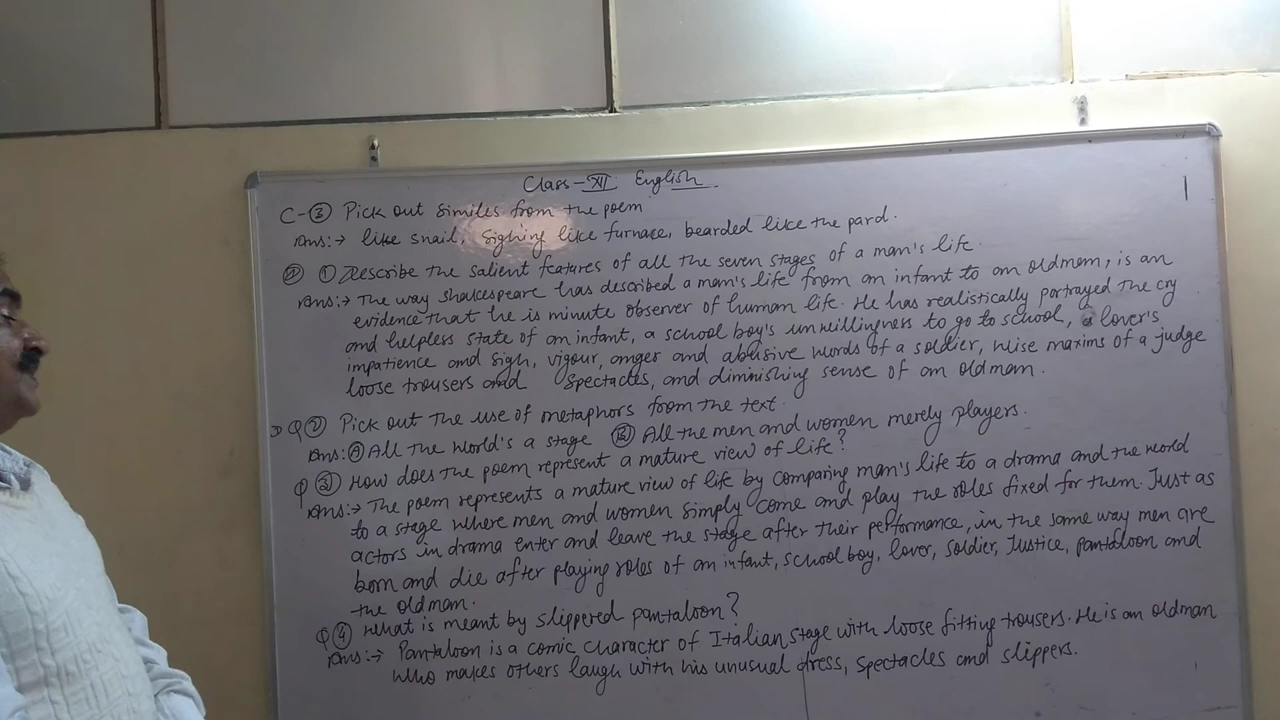 Class-XII English
C-③ Pick out similes from the poem
Ans:→ like snail, sighing like furnace, bearded like the pard.
② ① Describe the salient features of all the seven stages of a man's life.
Ans:→ The way shakespeare has described a man's life from an infant to an oldman, is an
evidence that he is minute observer of human life. He has realistically portrayed the cry
and helpless state of an infant, a school boy's unwillingness to go to school, a lover's
impatience and sigh, vigour, anger and abusive words of a soldier, wise maxims of a judge
loose trousers and spectacles, and diminishing sense of an oldman.
Q② Pick out the use of metaphors from the text.
Ans: Ⓐ All the world's a stage Ⓑ All the men and women merely players.
Q ③ How does the poem represent a mature view of life?
Ans:→ The poem represents a mature view of life by comparing man's life to a drama and the world
to a stage where men and women simply come and play the roles fixed for them. Just as
actors in drama enter and leave the stage after their performance, in the same way men are
born and die after playing roles of an infant, school boy, lover, soldier, Justice, pantaloon and
the oldman.
Q④ What is meant by slippered pantaloon?
Ans:→ Pantaloon is a comic character of Italian stage with loose fitting trousers. He is an oldman
who makes others laugh with his unusual dress, spectacles and slippers.